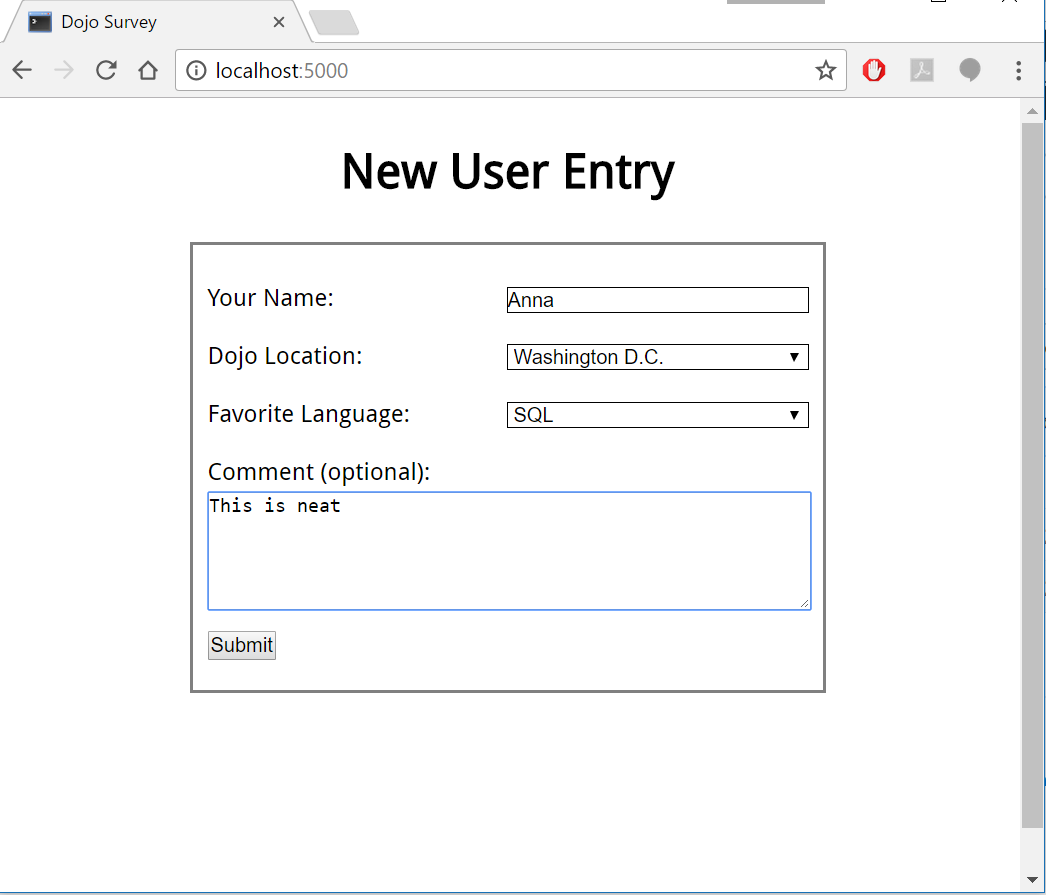 Dojo Survey
localhost:5000
New User Entry
Your Name: Anna
Dojo Location: Washington D.C.
Favorite Language: SQL
Comment (optional):
This is neat
Submit